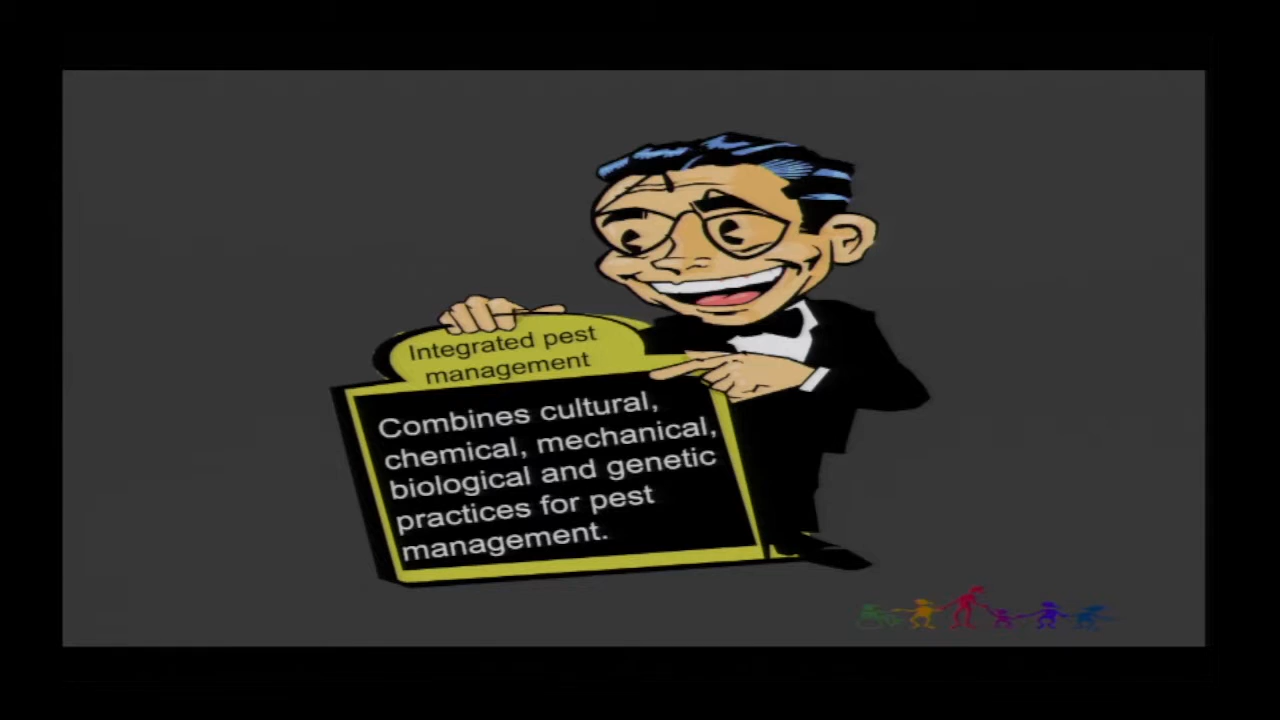 Integrated pest
management
Combines cultural,
chemical, mechanical,
biological and genetic
practices for pest
management.